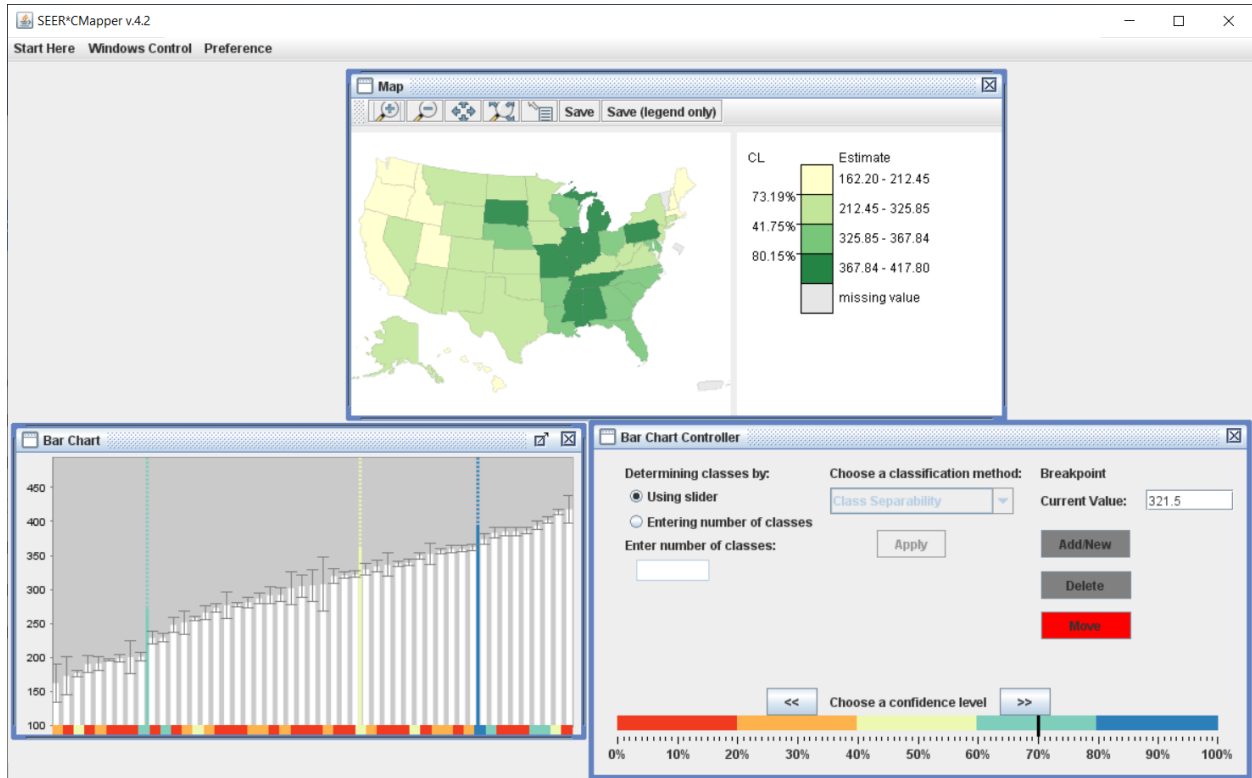 SEER*CMapper v.4.2
Start Here Windows Control Preference
Map
Save Save (legend only)
CL Estimate
162.20 - 212.45
73.19%
212.45 - 325.85
41.75%
325.85 - 367.84
80.15%
367.84 - 417.80
missing value
Bar Chart
450
400
350
300
250
200
150
100
Bar Chart Controller
Determining classes by: Choose a classification method: Breakpoint
Using slider Class Separability Current Value: 321.5
Entering number of classes
Enter number of classes: Apply Add/New
Delete
Move
<< Choose a confidence level >>
0% 10% 20% 30% 40% 50% 60% 70% 80% 90% 100%